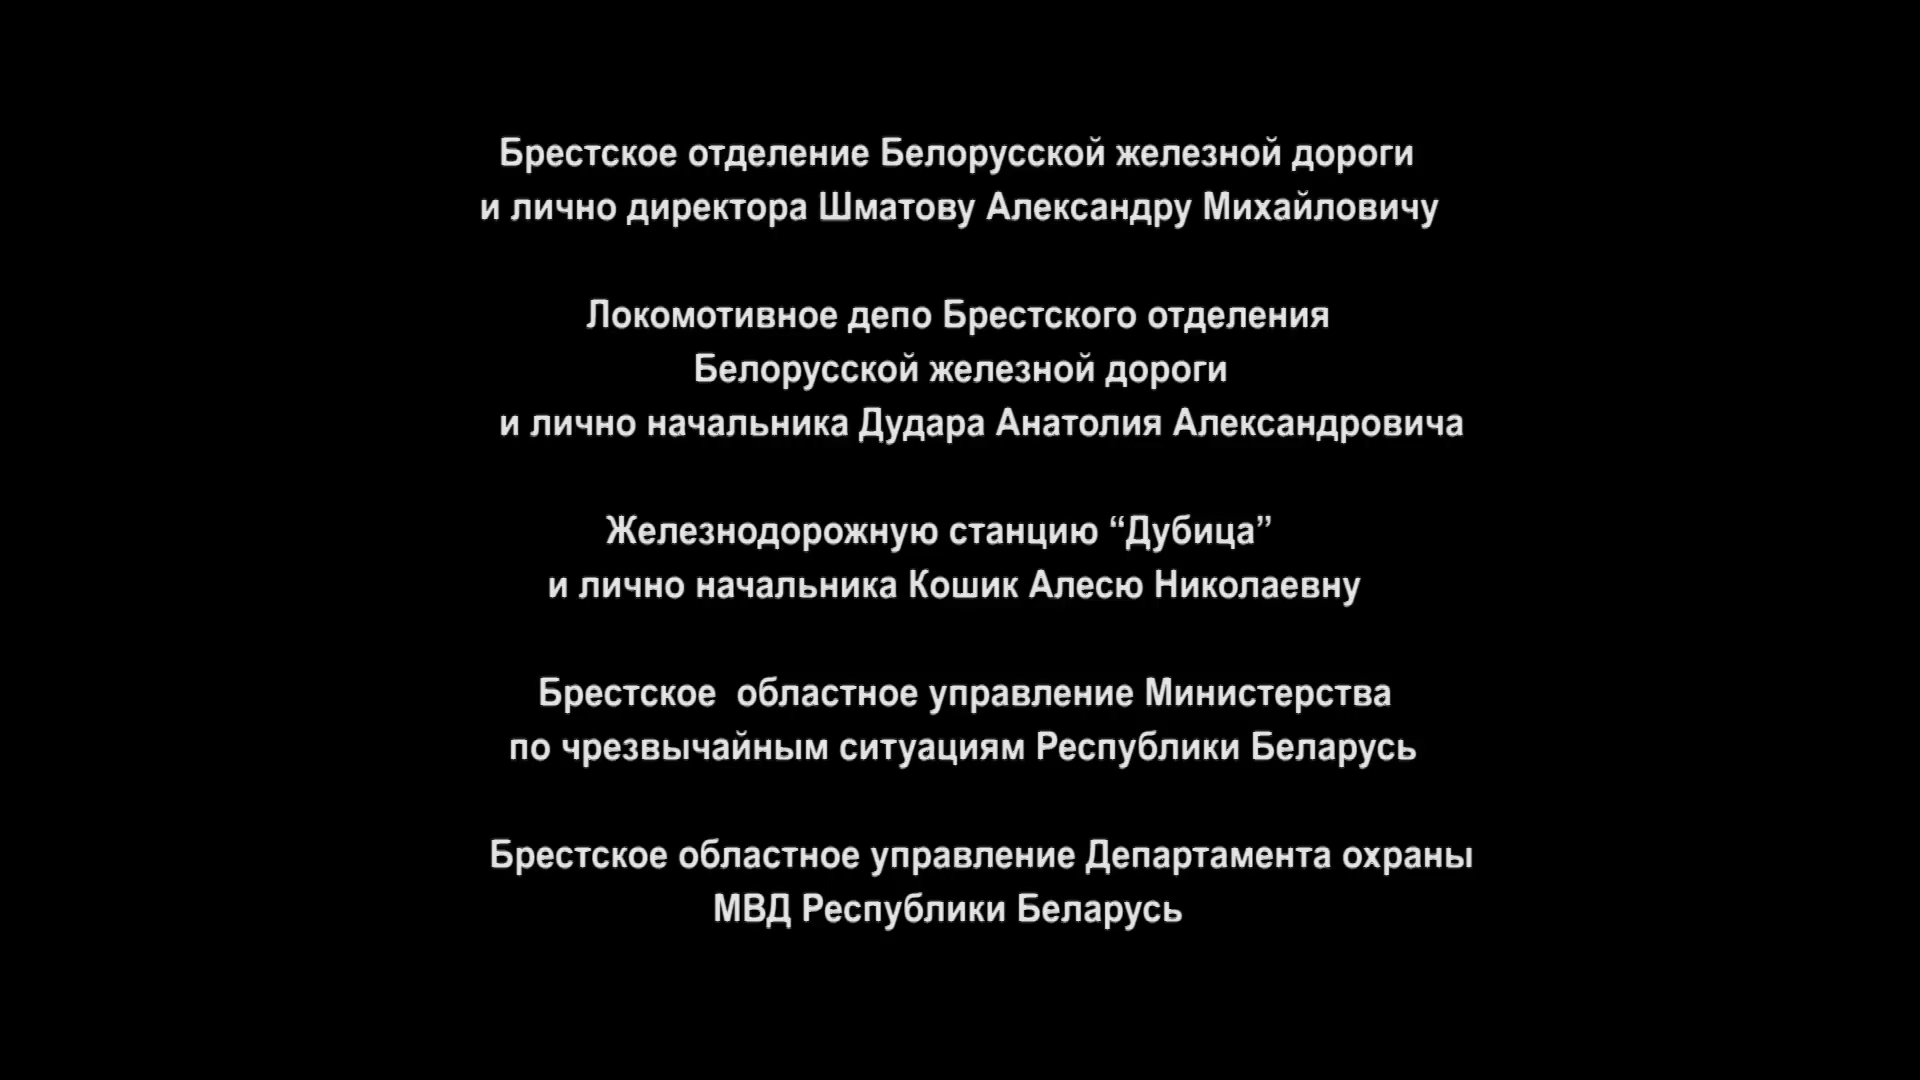 Брестское отделение Белорусской железной дороги
и лично директора Шматову Александру Михайловичу
Локомотивное депо Брестского отделения
Белорусской железной дороги
и лично начальника Дудара Анатолия Александровича
Железнодорожную станцию “Дубица”
и лично начальника Кошик Алесю Николаевну
Брестское  областное управление Министерства
по чрезвычайным ситуациям Республики Беларусь
Брестское областное управление Департамента охраны
МВД Республики Беларусь